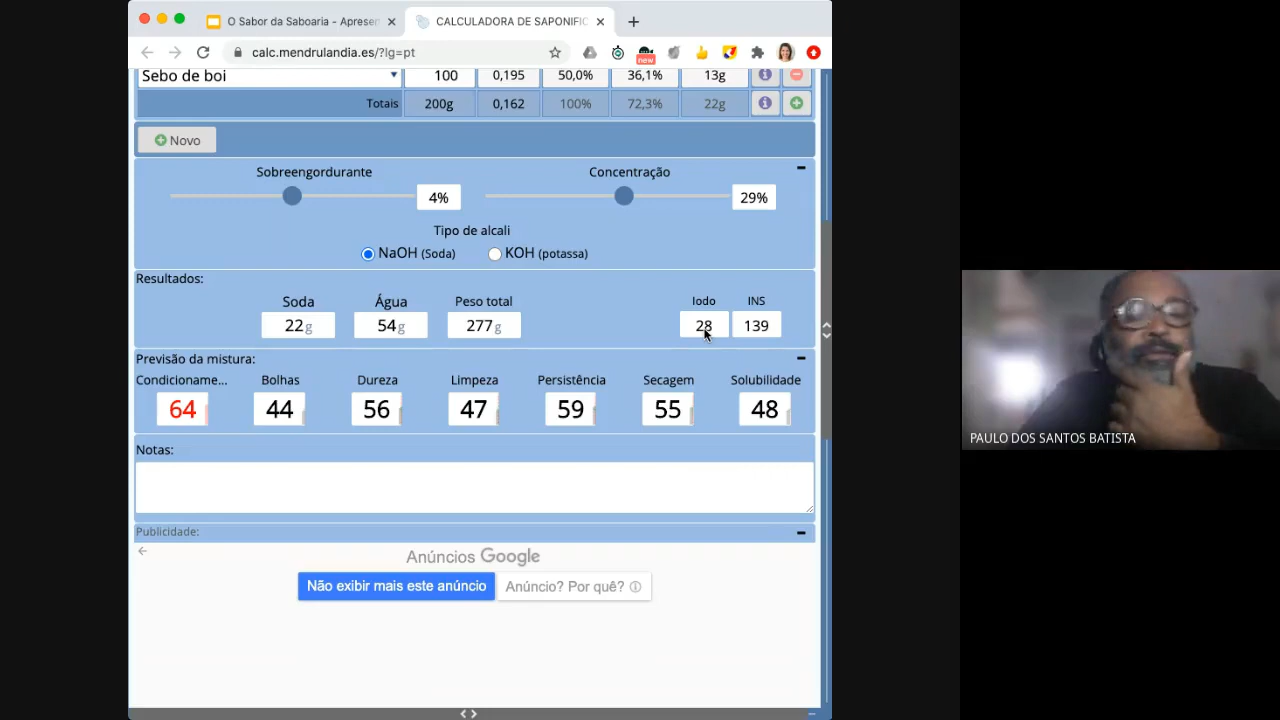 O Sabor da Saboaria - Apresen
CALCULADORA DE SAPONIFIC
calc.mendrulandia.es/?lg=pt
new
Sebo de boi 100 0,195 50,0% 36,1% 13g
Totais 200g 0,162 100% 72,3% 22g
Novo
Sobreengordurante Concentração
4% 29%
Tipo de alcali
NaOH (Soda) KOH (potassa)
Resultados:
Soda Água Peso total Iodo INS
22g 54g 277g 28 139
Previsão da mistura:
Condicioname... Bolhas Dureza Limpeza Persistência Secagem Solubilidade
64 44 56 47 59 55 48
Notas:
Publicidade:
Anúncios Google
Não exibir mais este anúncio Anúncio? Por quê?
PAULO DOS SANTOS BATISTA